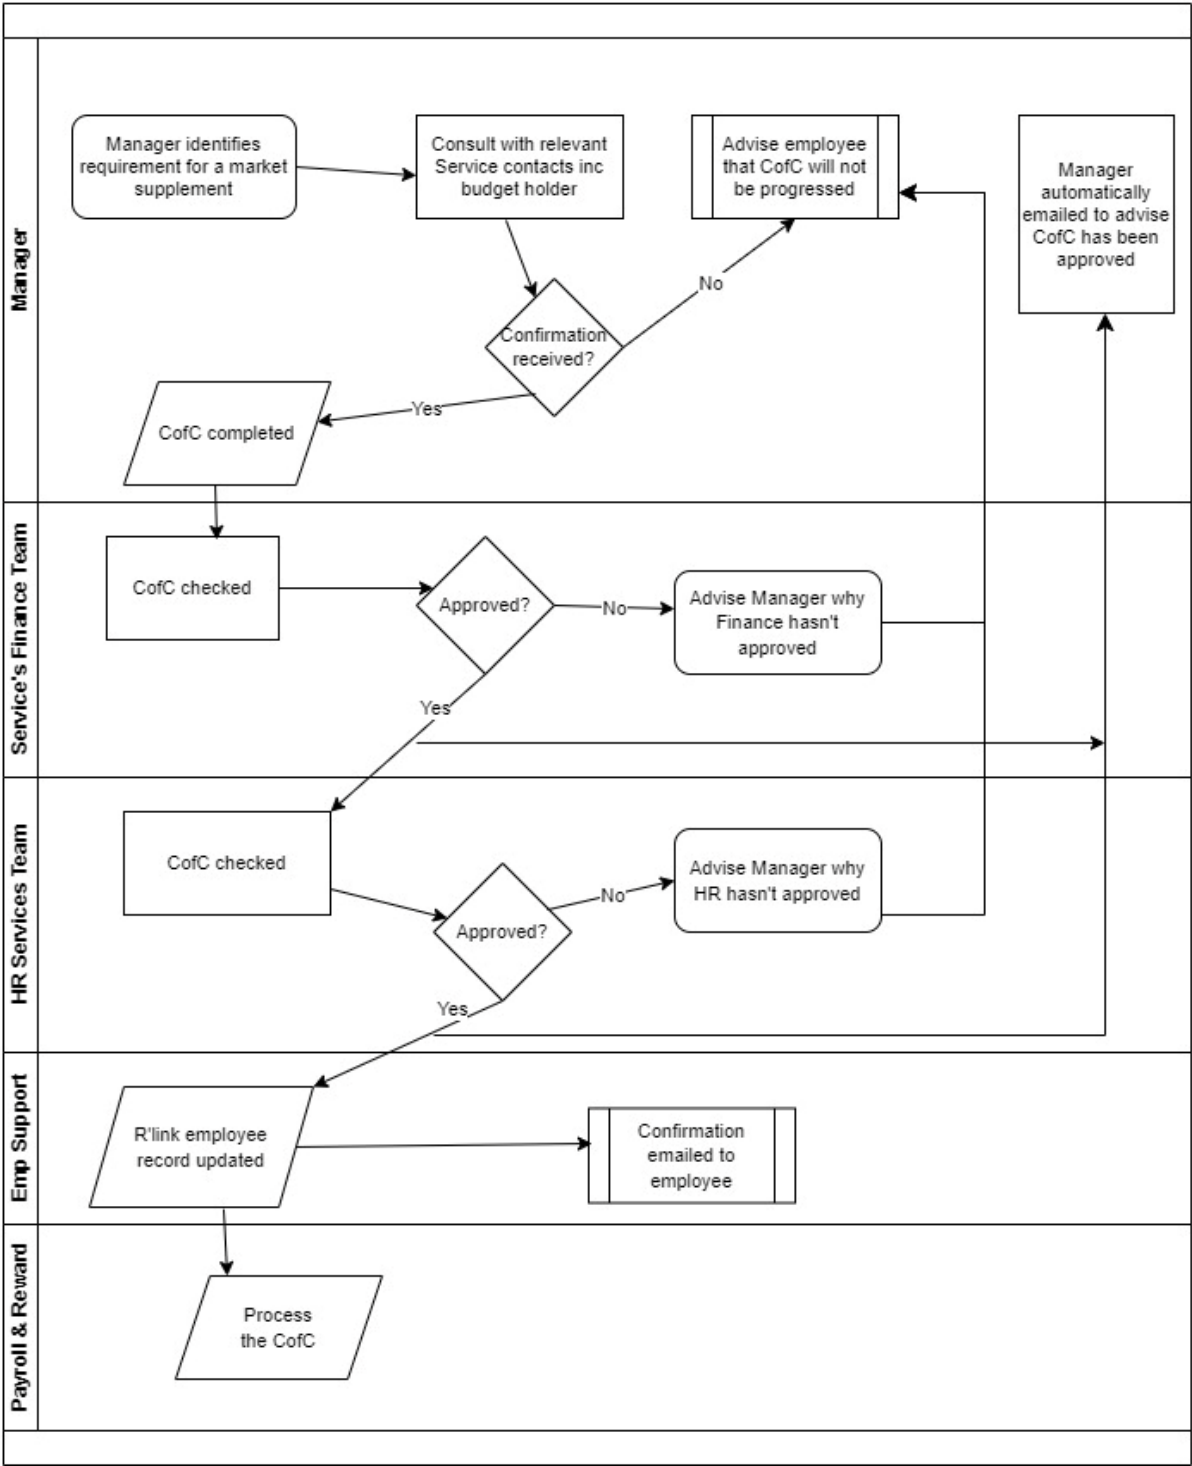 Manager
Manager identifies
requirement for a market
supplement
Consult with relevant
Service contacts inc
budget holder
Advise employee
that CofC will not
be progressed
Manager
automatically
emailed to advise
CofC has been
approved
No
Confirmation
received?
Yes
CofC completed
Service's Finance Team
CofC checked
Approved?
No
Advise Manager why
Finance hasn't
approved
Yes
HR Services Team
CofC checked
Approved?
No
Advise Manager why
HR hasn't approved
Yes
Emp Support
R'link employee
record updated
Confirmation
emailed to
employee
Payroll & Reward
Process
the CofC